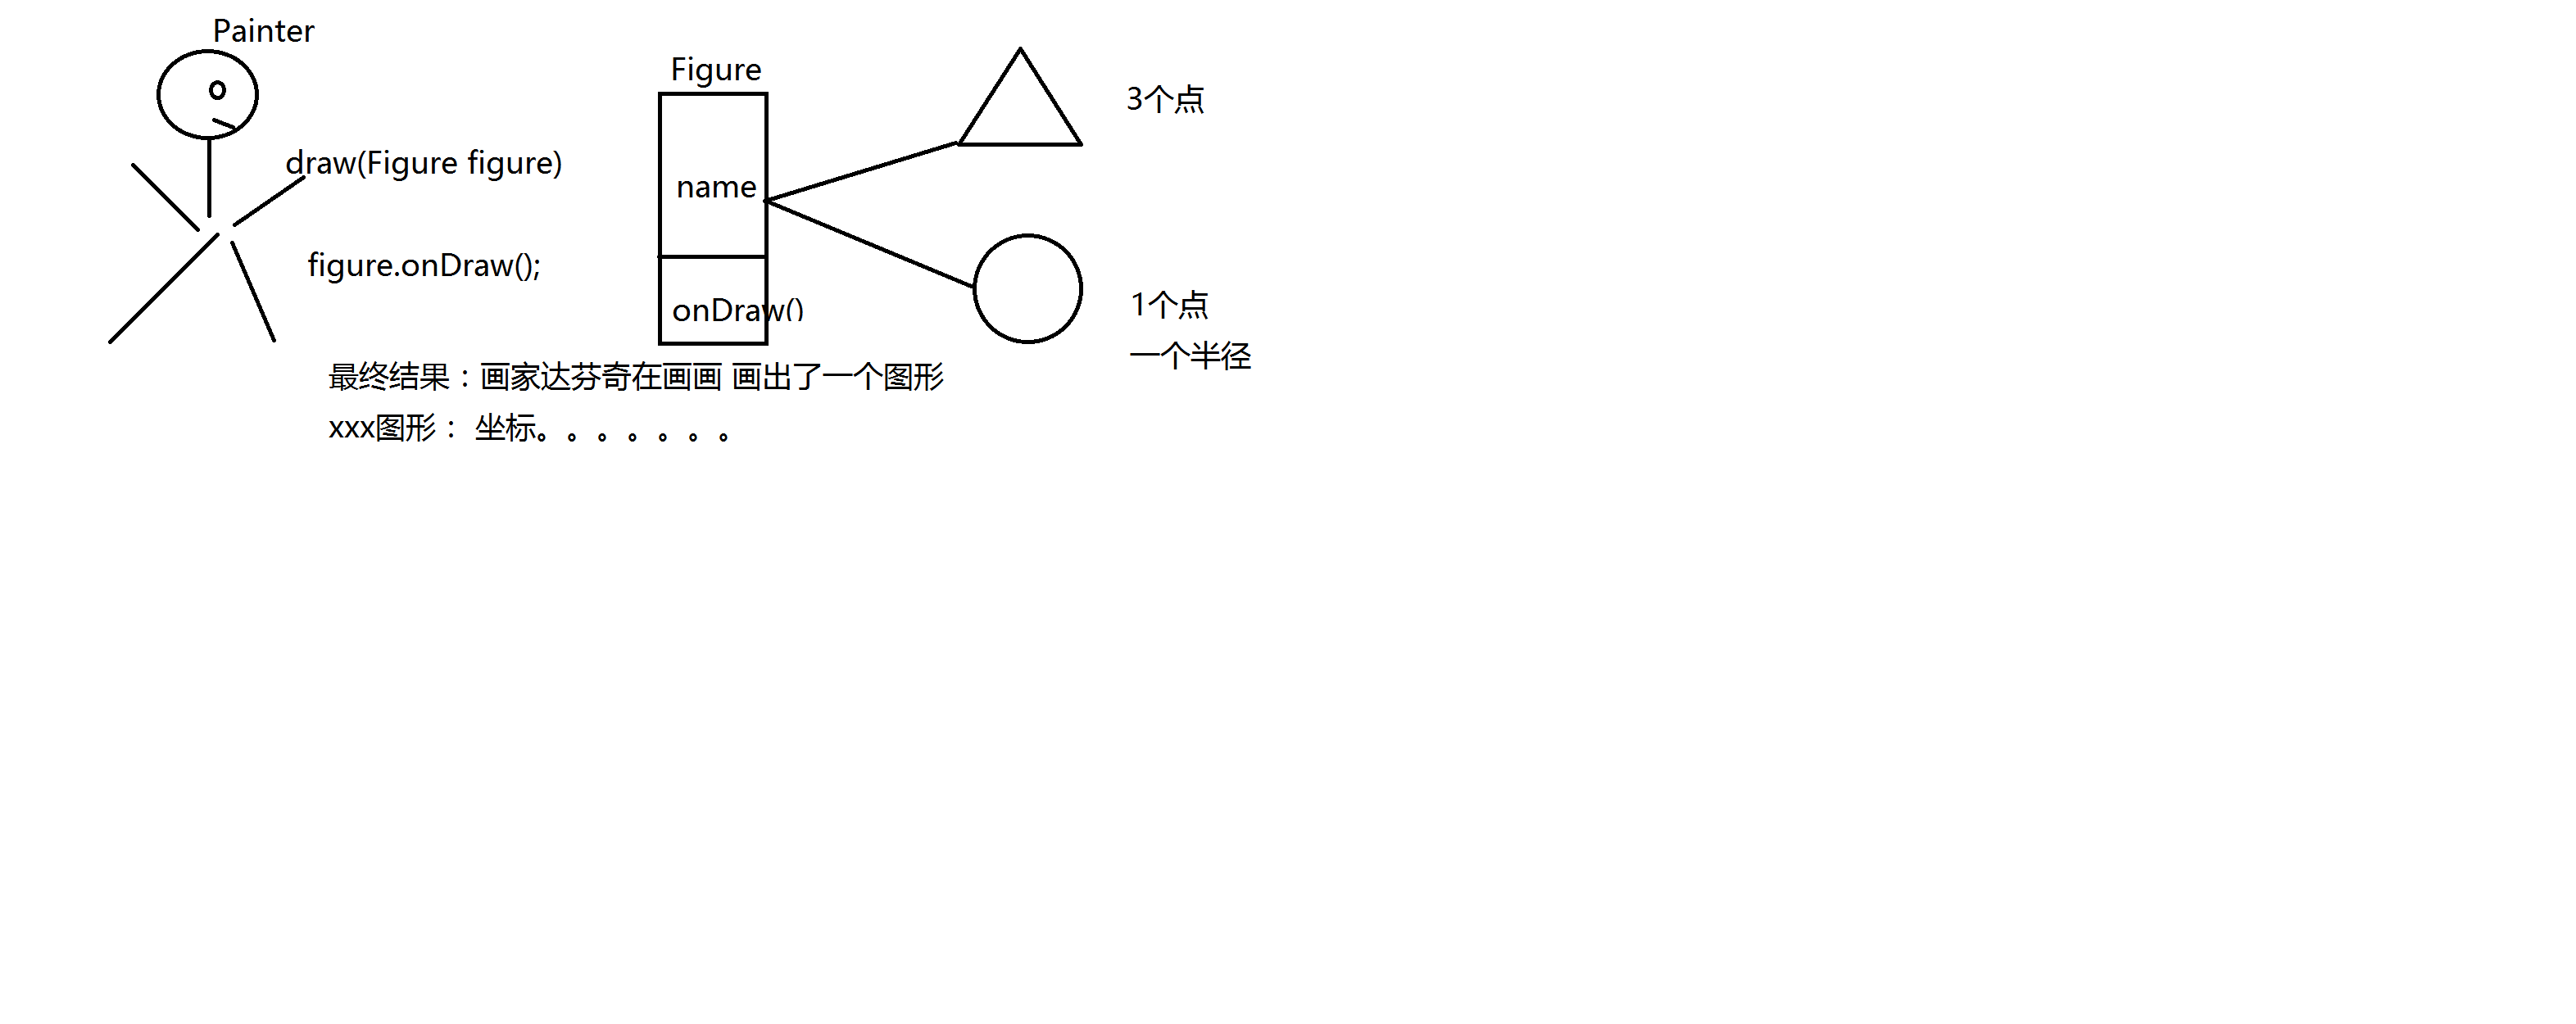 Painter
draw(Figure figure)
figure.onDraw();
Figure
name
onDraw()
3个点
1个点
一个半径
最终结果：画家达芬奇在画画 画出了一个图形
xxx图形： 坐标。。。。。。。